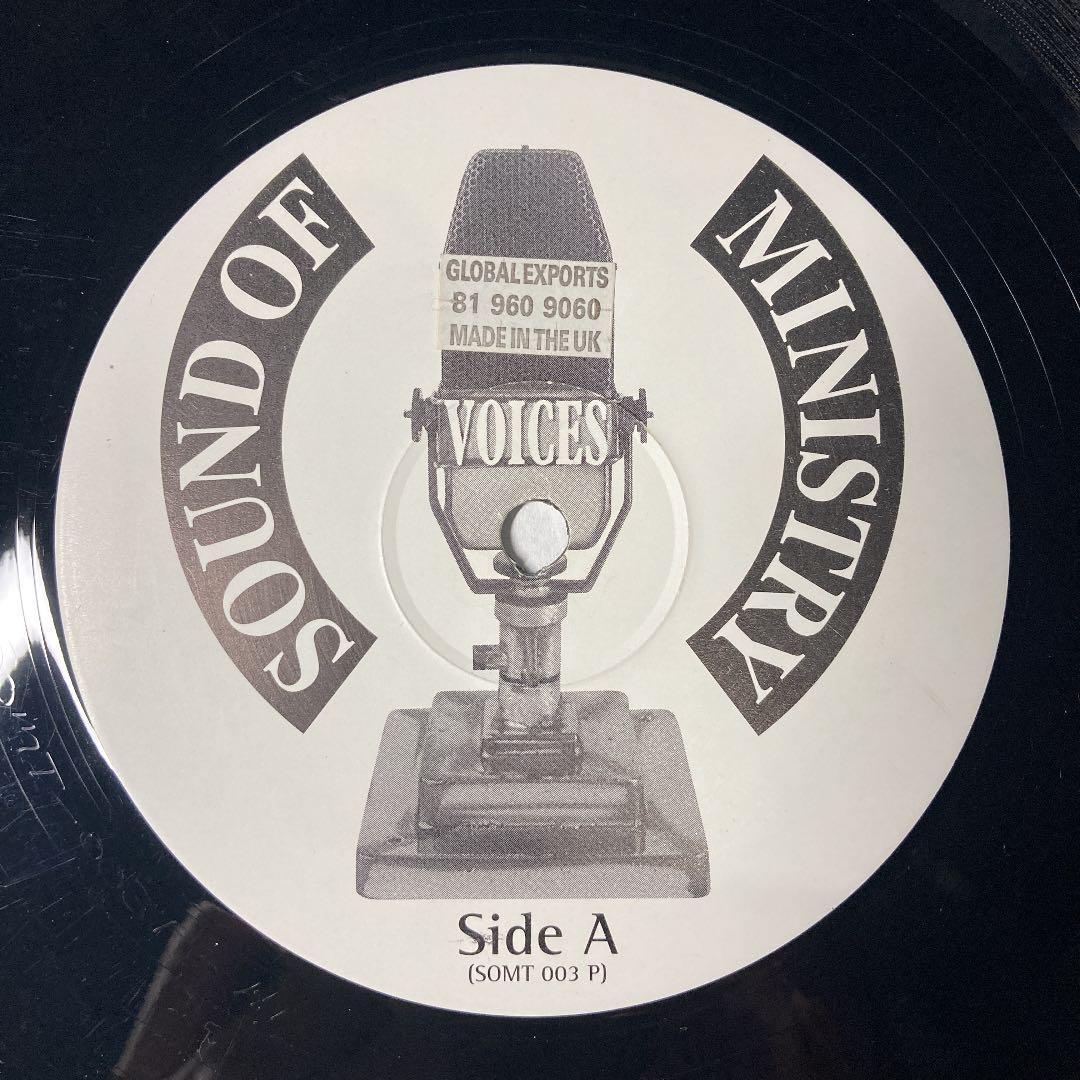 SOUND OF
MINISTRY
GLOBAL EXPORTS
81 960 9060
MADE IN THE UK
VOICES
Side A
(SOMT 003 P)